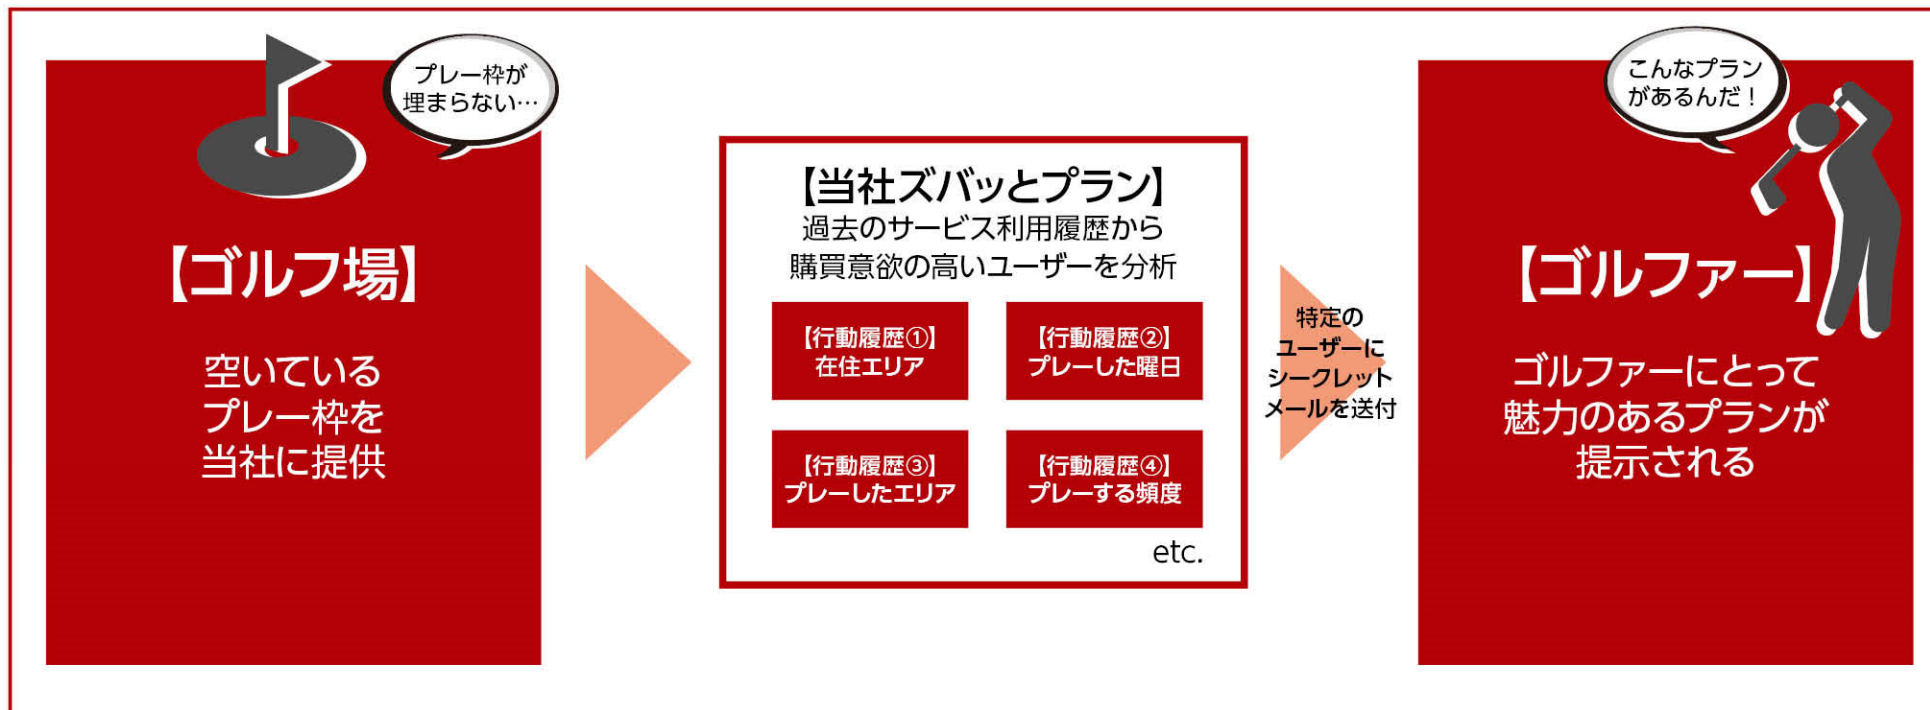 プレー枠が
埋まらない…
【ゴルフ場】
空いている
プレー枠を
当社に提供
【当社ズバッとプラン】
過去のサービス利用履歴から
購買意欲の高いユーザーを分析
【行動履歴①】
在住エリア
【行動履歴②】
プレーした曜日
【行動履歴③】
プレーしたエリア
【行動履歴④】
プレーする頻度
etc.
特定の
ユーザーに
シークレット
メールを送付
こんなプラン
があるんだ！
【ゴルファー】
ゴルファーにとって
魅力のあるプランが
提示される